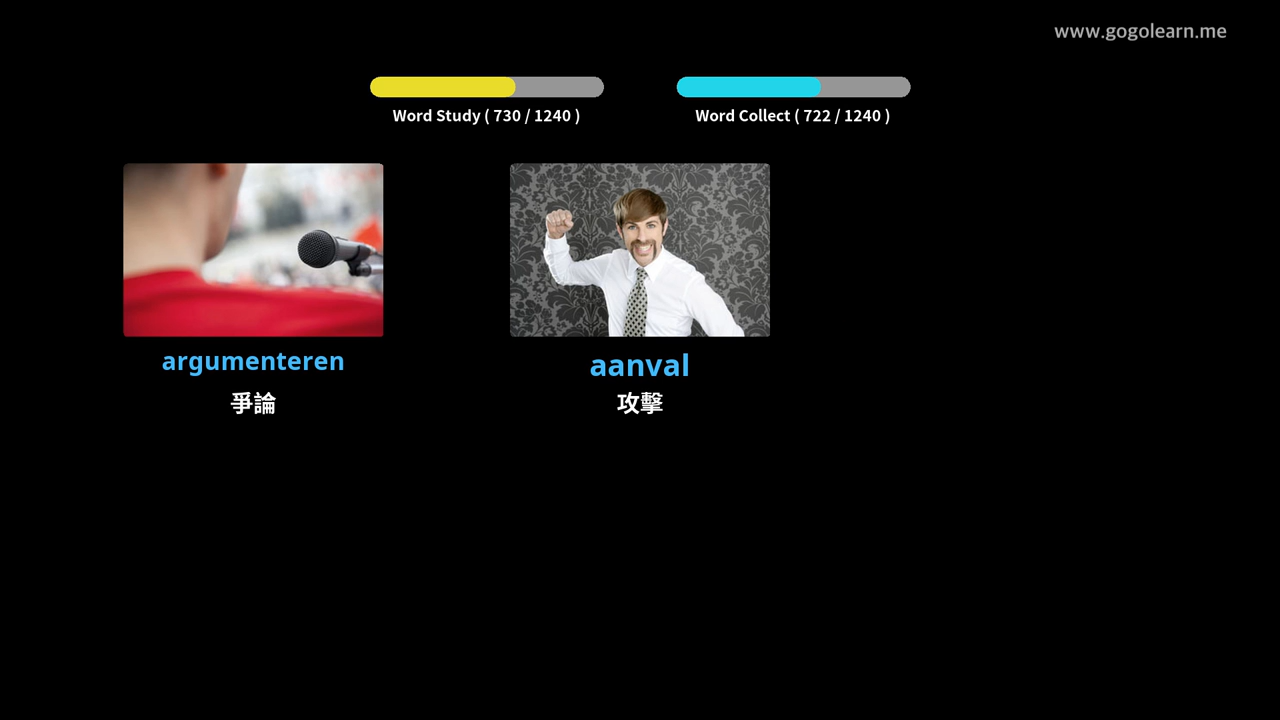 www.gogolearn.me
Word Study ( 730 / 1240 )
Word Collect ( 722 / 1240 )
argumenteren
爭論
aanval
攻擊